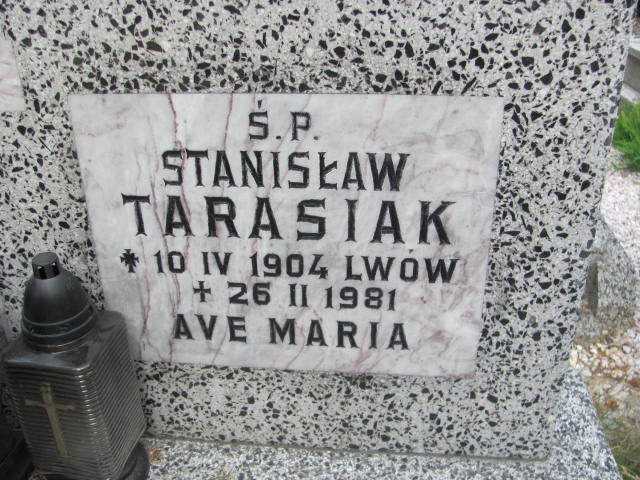 Ś.P.
STANISŁAW
TARASIAK
✶ 10 IV 1904 LWÓW
✝ 26 II 1981
AVE MARIA